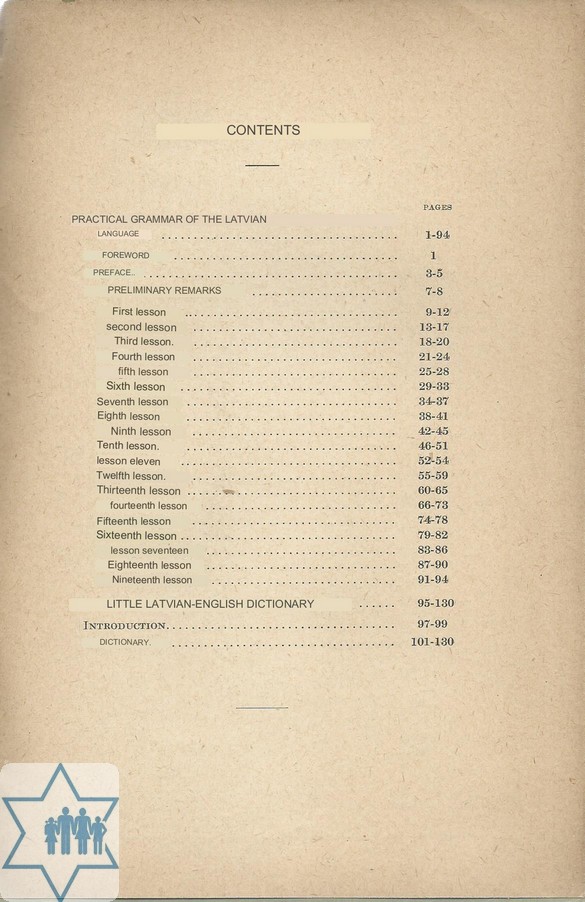 CONTENTS
PAGES
PRACTICAL GRAMMAR OF THE LATVIAN
LANGUAGE ........ 1-94
FOREWORD ........ 1
PREFACE.. ........ 3-5
PRELIMINARY REMARKS ........ 7-8
First lesson ........ 9-12
second lesson ........ 13-17
Third lesson. ........ 18-20
Fourth lesson ........ 21-24
fifth lesson ........ 25-28
Sixth lesson ........ 29-33
Seventh lesson ........ 34-37
Eighth lesson ........ 38-41
Ninth lesson ........ 42-45
Tenth lesson. ........ 46-51
lesson eleven ........ 52-54
Twelfth lesson. ........ 55-59
Thirteenth lesson ........ 60-65
fourteenth lesson ........ 66-73
Fifteenth lesson ........ 74-78
Sixteenth lesson ........ 79-82
lesson seventeen ........ 83-86
Eighteenth lesson ........ 87-90
Nineteenth lesson ........ 91-94
LITTLE LATVIAN-ENGLISH DICTIONARY ...... 95-130
INTRODUCTION........ 97-99
DICTIONARY. ........ 101-130